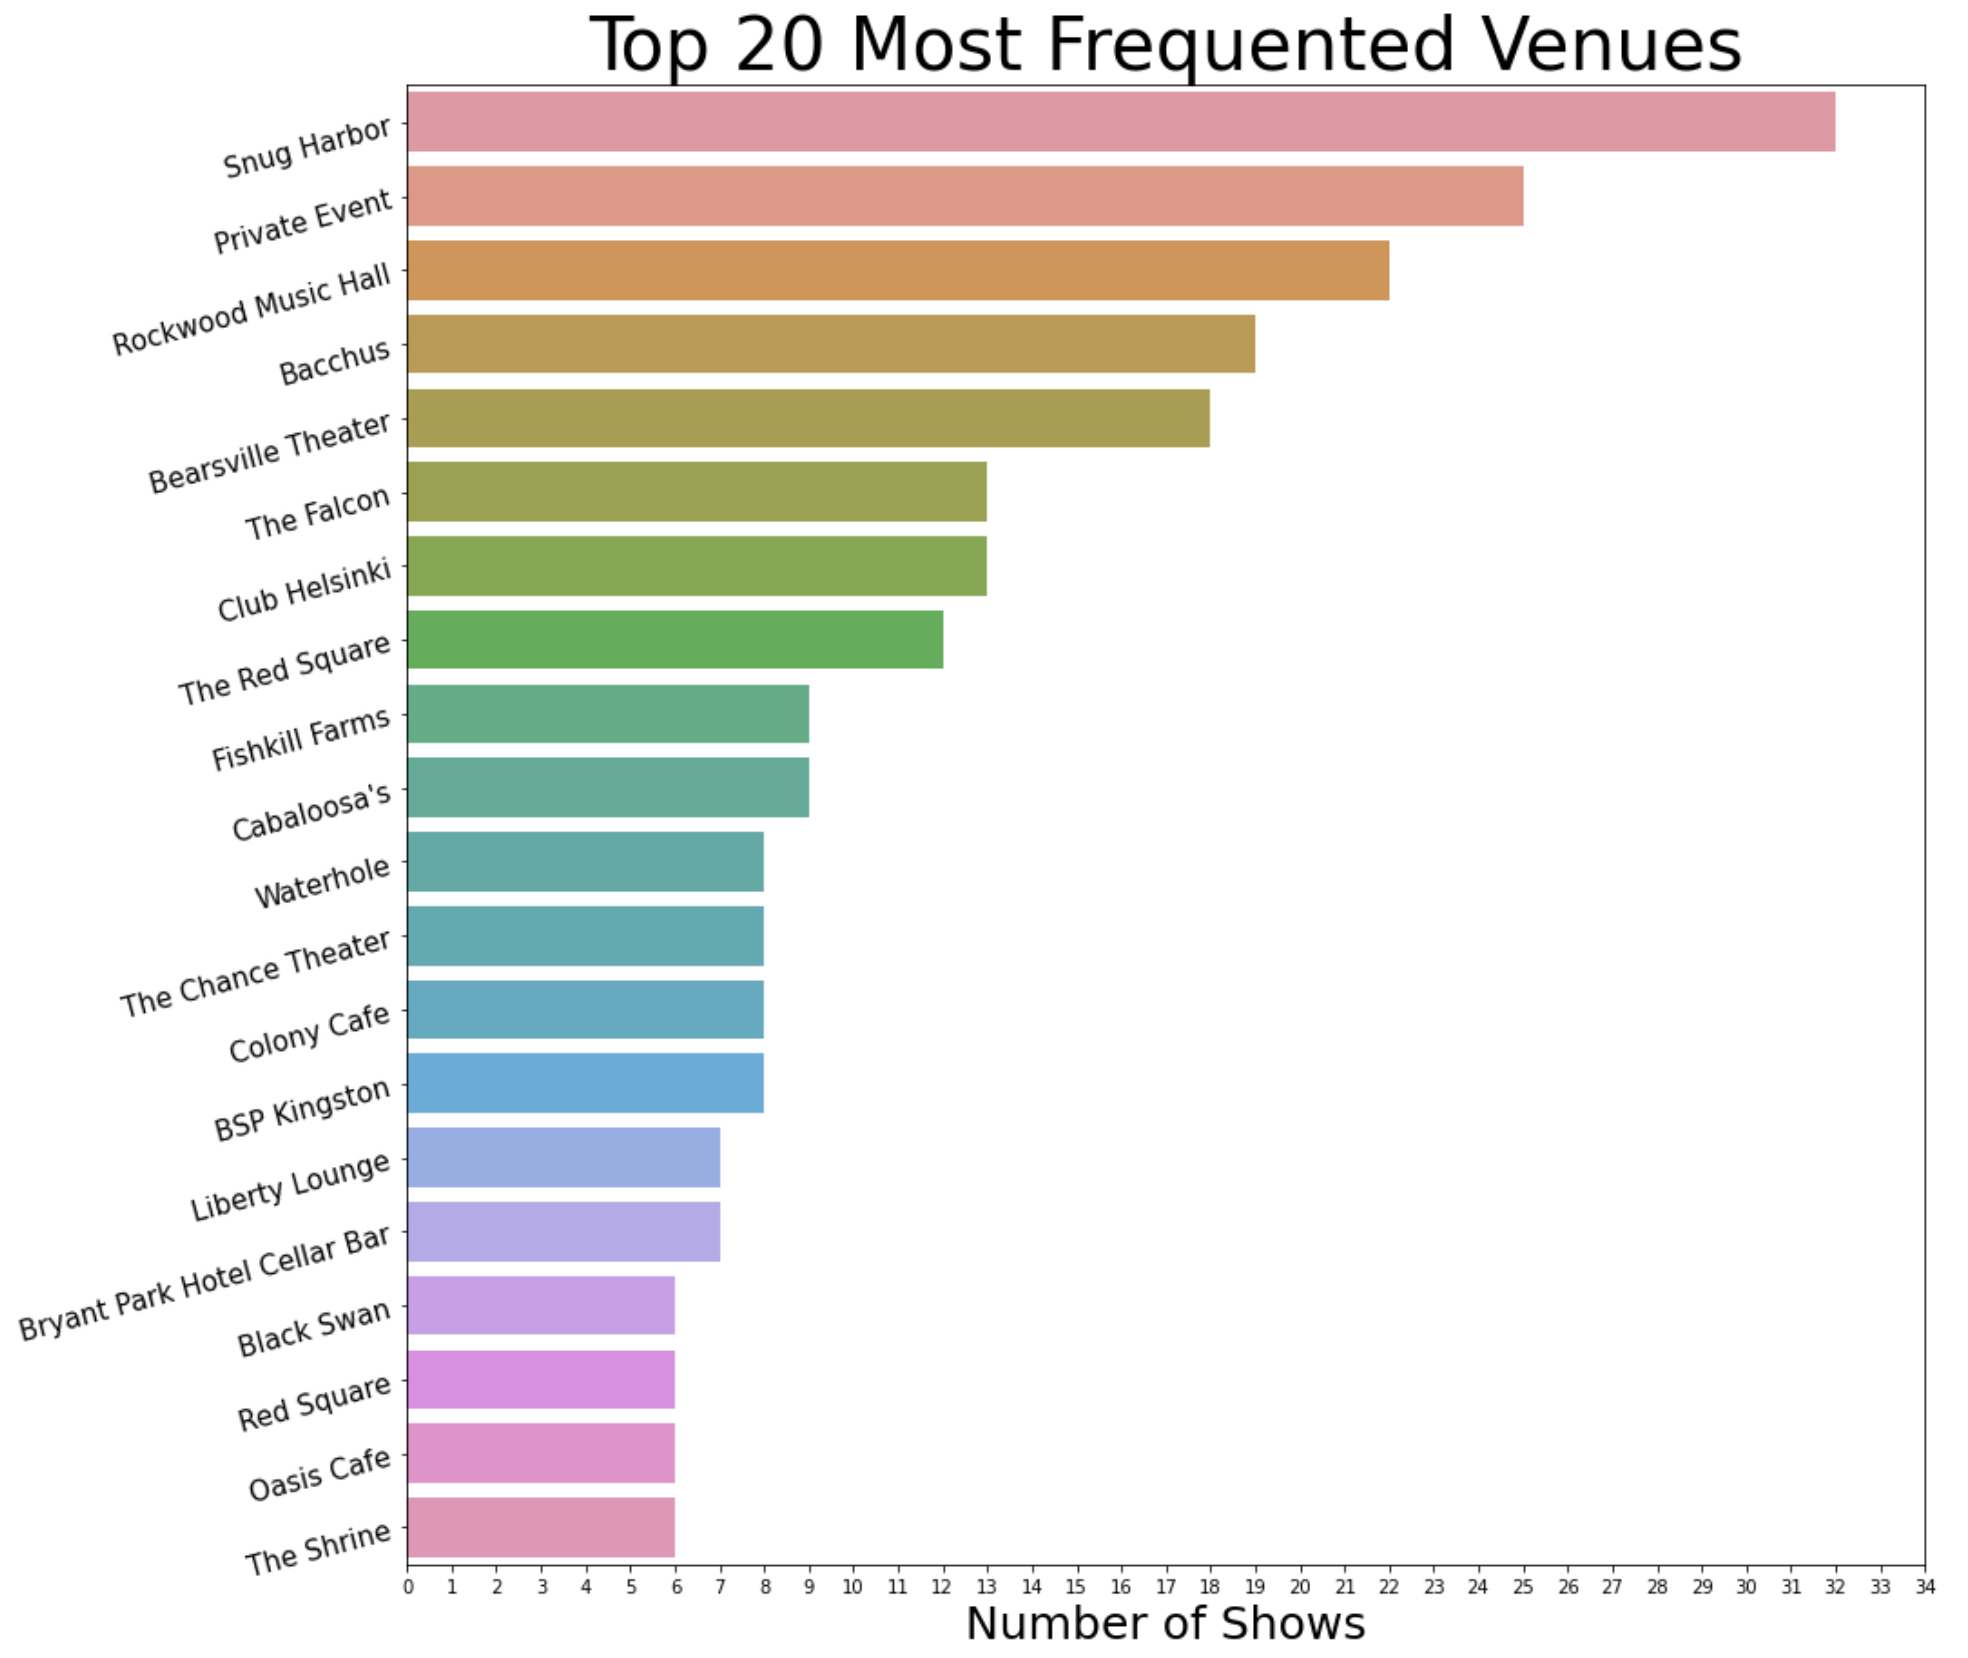 Top 20 Most Frequented Venues
Snug Harbor
Private Event
Rockwood Music Hall
Bacchus
Bearsville Theater
The Falcon
Club Helsinki
The Red Square
Fishkill Farms
Cabaloosa's
Waterhole
The Chance Theater
Colony Cafe
BSP Kingston
Liberty Lounge
Bryant Park Hotel Cellar Bar
Black Swan
Red Square
Oasis Cafe
The Shrine
0 1 2 3 4 5 6 7 8 9 10 11 12 13 14 15 16 17 18 19 20 21 22 23 24 25 26 27 28 29 30 31 32 33 34
Number of Shows